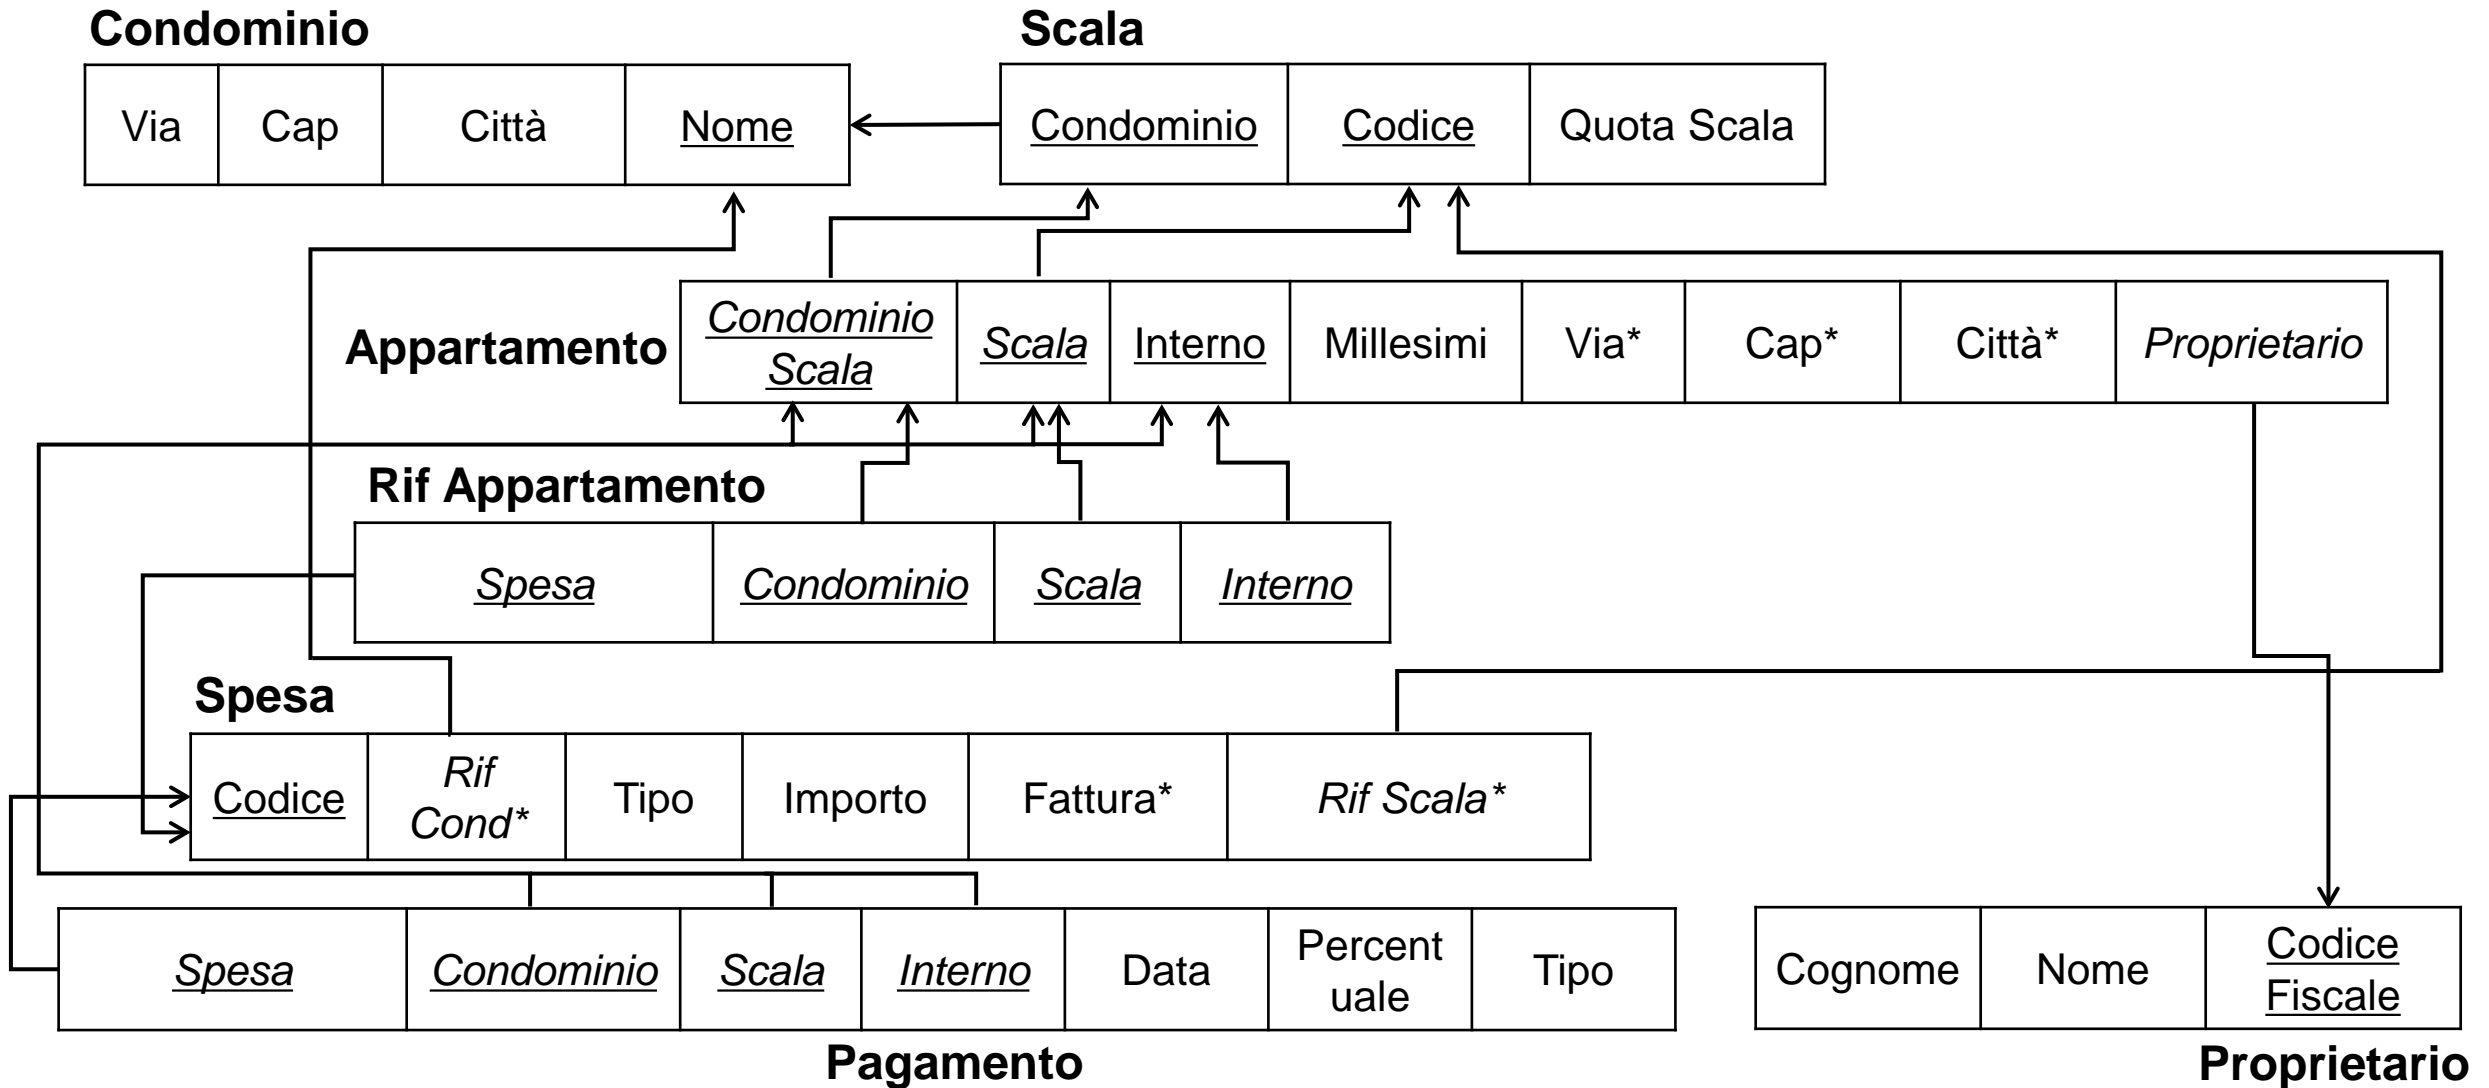 Condominio
Scala
Via
Cap
Città
Nome
Condominio
Codice
Quota Scala
Appartamento
Condominio
Scala
Scala
Interno
Millesimi
Via*
Cap*
Città*
Proprietario
Rif Appartamento
Spesa
Condominio
Scala
Interno
Spesa
Codice
Rif
Cond*
Tipo
Importo
Fattura*
Rif Scala*
Spesa
Condominio
Scala
Interno
Data
Percent
uale
Tipo
Cognome
Nome
Codice
Fiscale
Pagamento
Proprietario